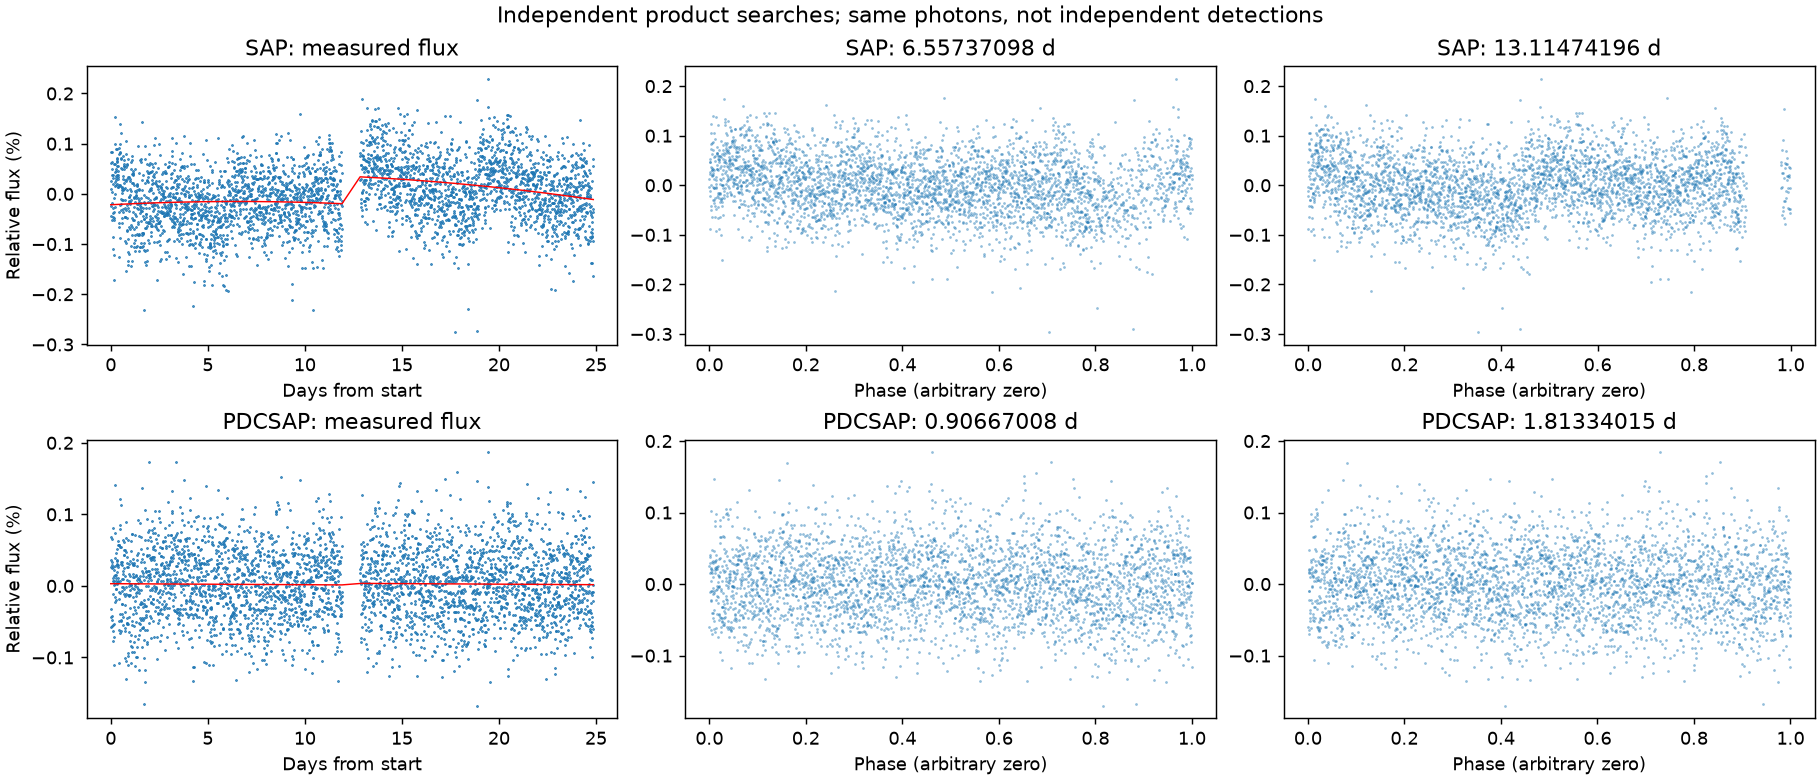 Independent product searches; same photons, not independent detections
SAP: measured flux
SAP: 6.55737098 d
SAP: 13.11474196 d
Relative flux (%)
0.2
0.1
0.0
−0.1
−0.2
−0.3
0 5 10 15 20 25
Days from start
0.2
0.1
0.0
−0.1
−0.2
−0.3
0.0 0.2 0.4 0.6 0.8 1.0
Phase (arbitrary zero)
0.2
0.1
0.0
−0.1
−0.2
−0.3
0.0 0.2 0.4 0.6 0.8 1.0
Phase (arbitrary zero)
PDCSAP: measured flux
PDCSAP: 0.90667008 d
PDCSAP: 1.81334015 d
Relative flux (%)
0.2
0.1
0.0
−0.1
0 5 10 15 20 25
Days from start
0.2
0.1
0.0
−0.1
0.0 0.2 0.4 0.6 0.8 1.0
Phase (arbitrary zero)
0.2
0.1
0.0
−0.1
0.0 0.2 0.4 0.6 0.8 1.0
Phase (arbitrary zero)